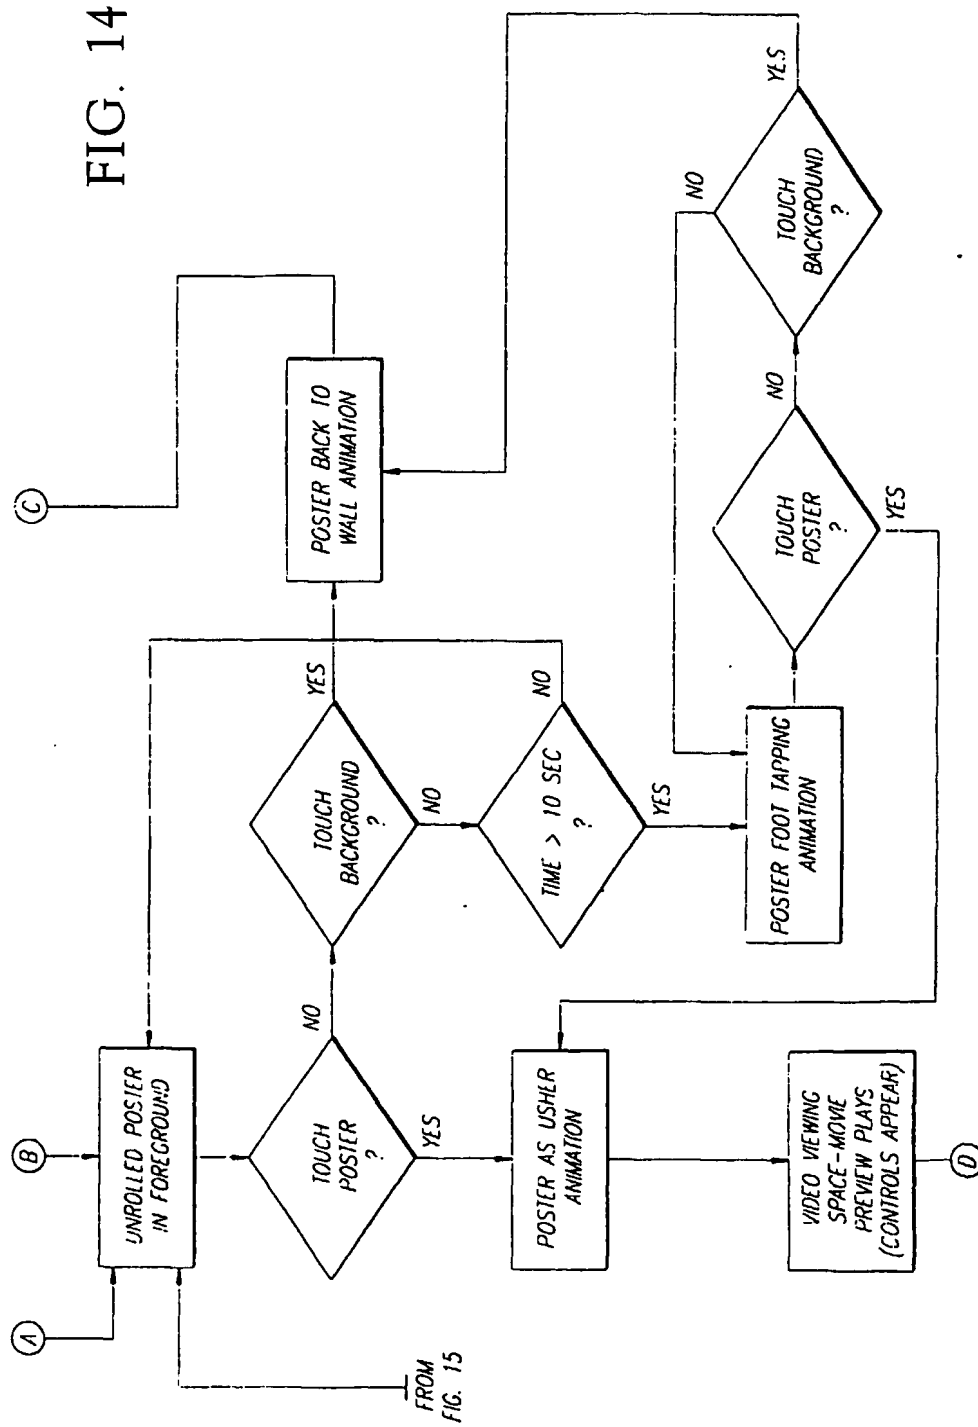 FIG. 14
A
B
C
FROM
FIG. 15
UNROLLED POSTER
IN FOREGROUND
TOUCH
POSTER
?
NO
YES
TOUCH
BACKGROUND
?
YES
NO
POSTER BACK TO
WALL ANIMATION
TIME > 10 SEC
?
NO
YES
POSTER AS USHER
ANIMATION
POSTER FOOT TAPPING
ANIMATION
TOUCH
POSTER
?
NO
YES
TOUCH
BACKGROUND
?
NO
YES
VIDEO VIEWING
SPACE-MOVIE
PREVIEW PLAYS
(CONTROLS APPEAR)
D